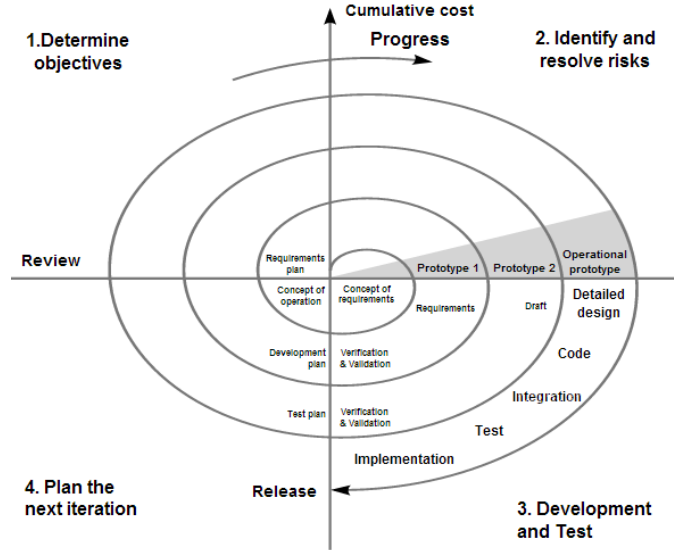 Cumulative cost
1.Determine
objectives
Progress
2. Identify and
resolve risks
Review
Requirements
plan
Prototype 1
Prototype 2
Operational
prototype
Concept of
operation
Concept of
requirements
Requirements
Draft
Detailed
design
Development
plan
Verification
& Validation
Code
Integration
Test plan
Verification
& Validation
Test
Implementation
4. Plan the
next iteration
Release
3. Development
and Test